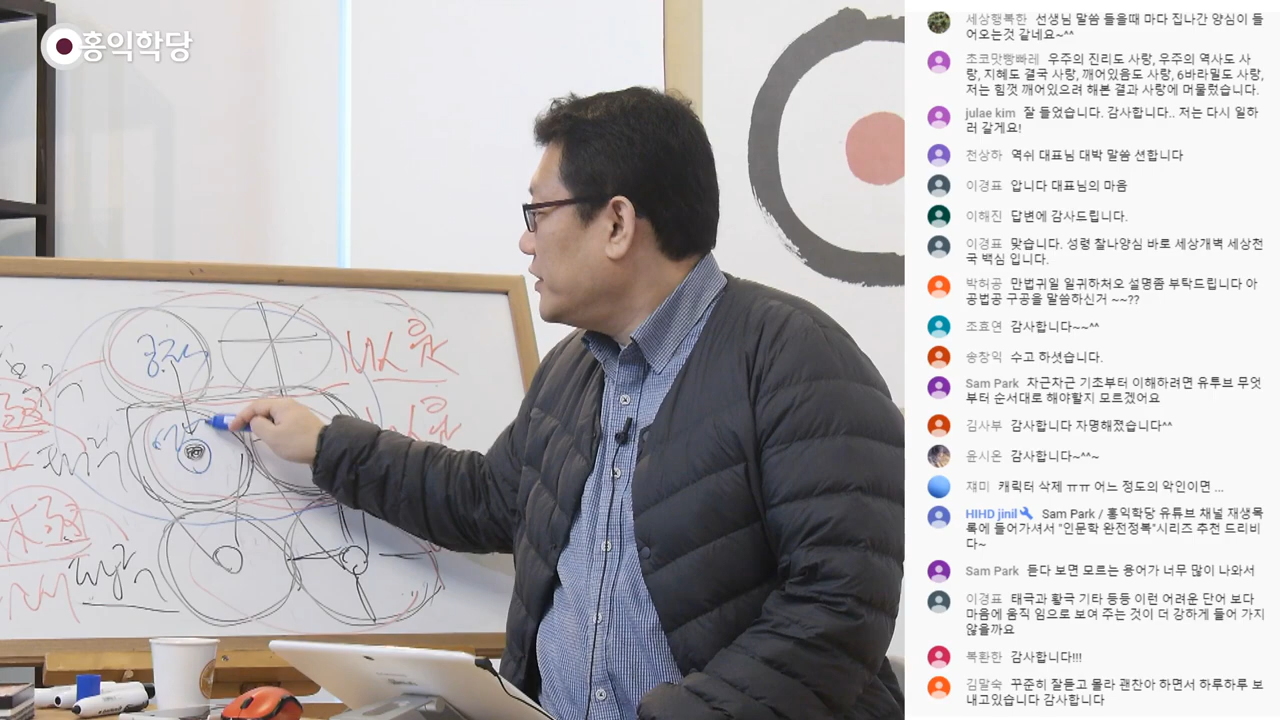 홍익학당
세상행복한 선생님 말씀 들을때 마다 집나간 양심이 들
어오는것 같네요~^^
초코맛빵빠레 우주의 진리도 사랑, 우주의 역사도 사
랑, 지혜도 결국 사랑, 깨어있음도 사랑, 6바라밀도 사랑,
저는 힘껏 깨어있으려 해본 결과 사랑에 머물렀습니다.
julae kim 잘 들었습니다. 감사합니다.. 저는 다시 일하
러 갈게요!
전상하 역쉬 대표님 대박 말씀 션합니다
이경표 압니다 대표님의 마음
이해진 답변에 감사드립니다.
이경표 맞습니다. 성령 찰나양심 바로 세상개벽 세상천
국 백심 입니다.
박허공 만법귀일 일귀하처오 설명좀 부탁드립니다 아
공법공 구공을 말씀하신거 ~~??
조효연 감사합니다~~^^
송창익 수고 하셧습니다.
Sam Park 차근차근 기초부터 이해하려면 유투브 무엇
부터 순서대로 해야할지 모르겠어요
김사부 감사합니다 자명해졌습니다^^
윤시온 감사합니다~^^~
쟤미 캐릭터 삭제 ㅠㅠ 어느 정도의 악인이면 ...
HIHD jinil Sam Park / 홍익학당 유튜브 채널 재생목
록에 들어가셔서 "인문학 완전정복"시리즈 추천 드리비
다~
Sam Park 듣다 보면 모르는 용어가 너무 많이 나와서
이경표 태극과 황극 기타 등등 이런 어려운 단어 보다
마음에 움직 임으로 보여 주는 것이 더 강하게 들어 가지
않을까요
복환한 감사합니다!!!
김말숙 꾸준히 잘듣고 몰라 괜찬아 하면서 하루하루 보
내고있습니다 감사합니다